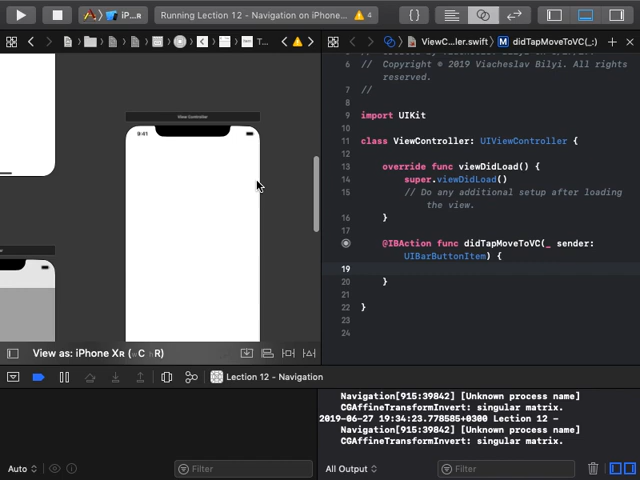 iP...R
Running Lection 12 - Navigation on iPhone...
4
T...
ViewC...ler.swift
M didTapMoveToVC(_:)
6 // Copyright © 2019 Viacheslav Bilyi. All rights
reserved.
7 //
8
9 import UIKit
10
11 class ViewController: UIViewController {
12
13 override func viewDidLoad() {
14 super.viewDidLoad()
15 // Do any additional setup after loading
the view.
16 }
17
@IBAction func didTapMoveToVC(_ sender:
UIBarButtonItem) {
19
20 }
21
22 }
23
24
View Controller
9:41
View as: iPhone XR (wC hR)
Lection 12 - Navigation
Navigation[915:39842] [Unknown process name]
CGAffineTransformInvert: singular matrix.
2019-06-27 19:34:23.778585+0300 Lection 12 -
Navigation[915:39842] [Unknown process name]
CGAffineTransformInvert: singular matrix.
Auto
Filter
All Output
Filter